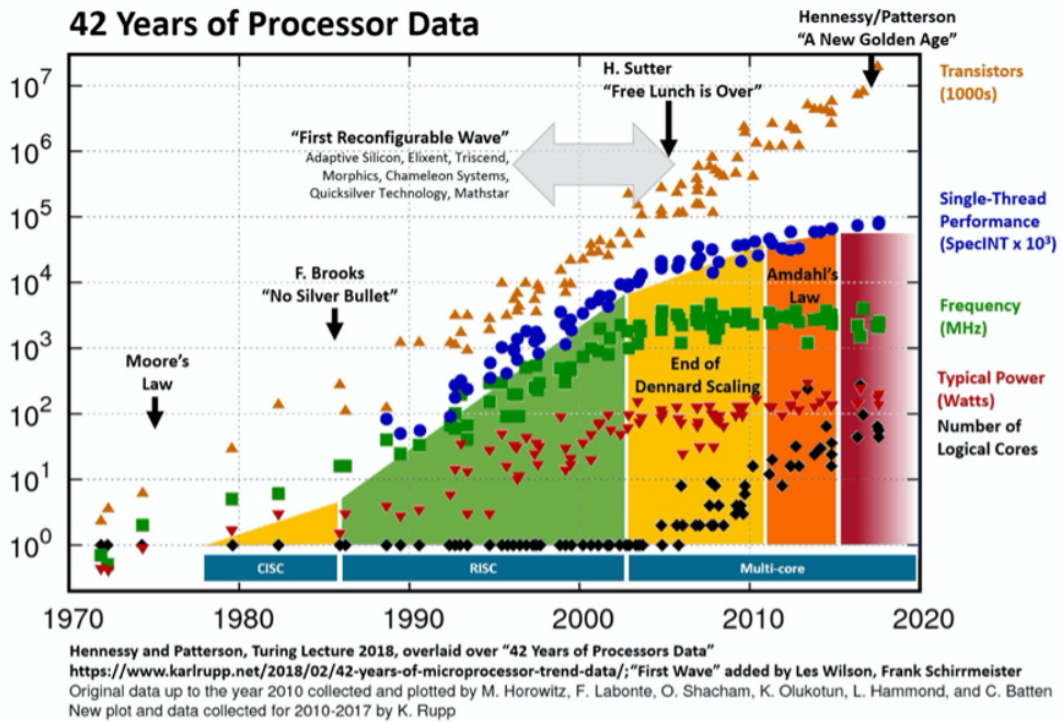 42 Years of Processor Data
Hennessy/Patterson
“A New Golden Age”
H. Sutter
“Free Lunch is Over”
“First Reconfigurable Wave”
Adaptive Silicon, Elixent, Triscend,
Morphics, Chameleon Systems,
Quicksilver Technology, Mathstar
F. Brooks
“No Silver Bullet”
Moore’s
Law
Transistors
(1000s)
Single-Thread
Performance
(SpecINT x 10³)
Frequency
(MHz)
Typical Power
(Watts)
Number of
Logical Cores
Amdahl’s
Law
End of
Dennard Scaling
10⁷
10⁶
10⁵
10⁴
10³
10²
10¹
10⁰
CISC
RISC
Multi-core
1970
1980
1990
2000
2010
2020
Hennessy and Patterson, Turing Lecture 2018, overlaid over “42 Years of Processors Data”
https://www.karlrupp.net/2018/02/42-years-of-microprocessor-trend-data/; “First Wave” added by Les Wilson, Frank Schirrmeister
Original data up to the year 2010 collected and plotted by M. Horowitz, F. Labonte, O. Shacham, K. Olukotun, L. Hammond, and C. Batten
New plot and data collected for 2010-2017 by K. Rupp